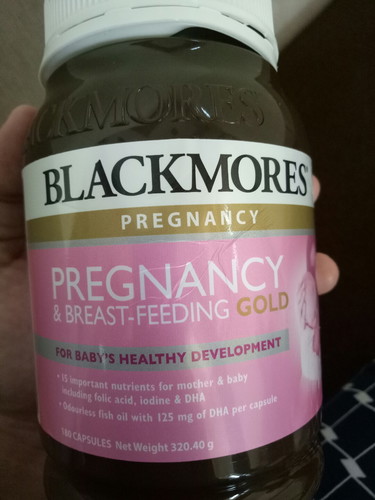 BLACKMORES
BLACKMORES®
PREGNANCY
PREGNANCY
& BREAST-FEEDING GOLD
FOR BABY'S HEALTHY DEVELOPMENT
• 15 important nutrients for mother & baby
including folic acid, iodine & DHA
• Odourless fish oil with 125 mg of DHA per capsule
180 CAPSULES Net Weight 320.40 g